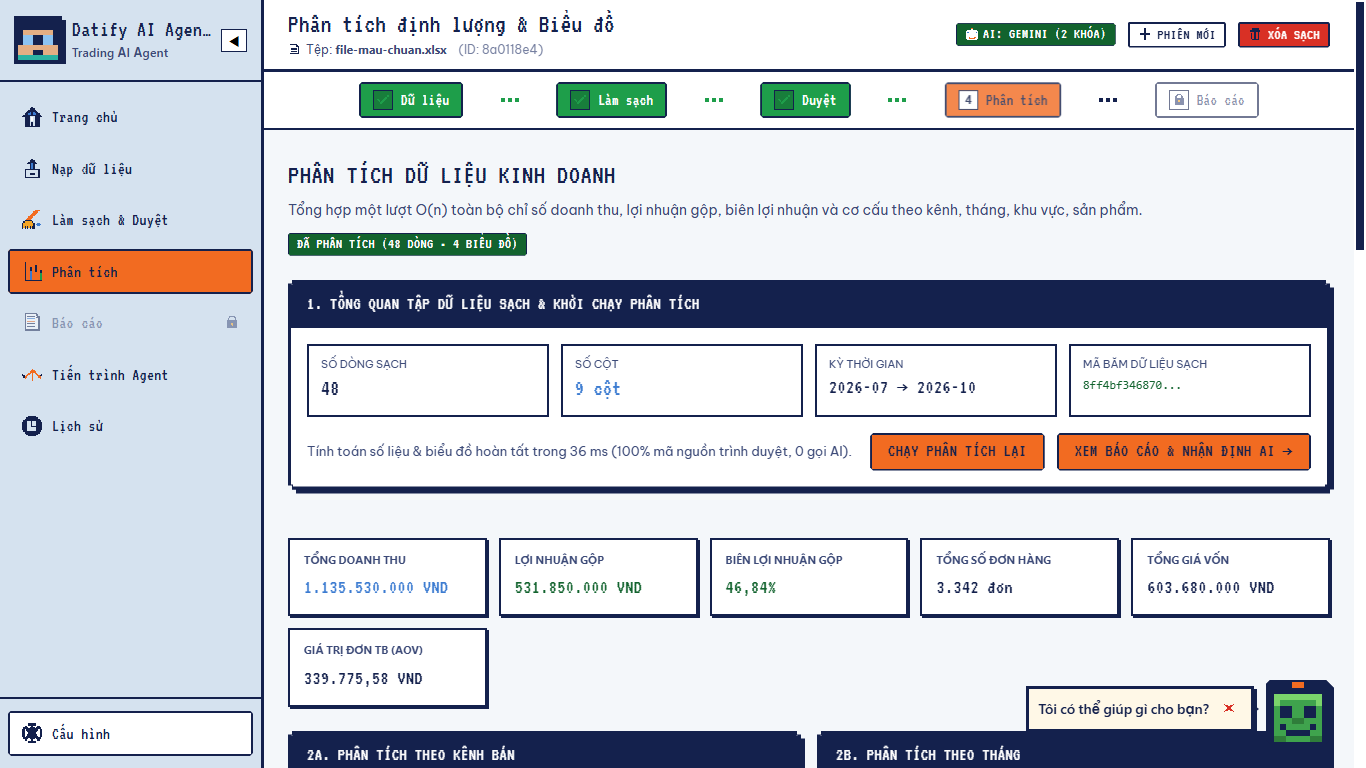 Datify AI Agen…
Trading AI Agent
Trang chủ
Nạp dữ liệu
Làm sạch & Duyệt
Phân tích
Báo cáo
Tiến trình Agent
Lịch sử
Cấu hình
Phân tích định lượng & Biểu đồ
Tệp: file-mau-chuan.xlsx (ID: 8a0118e4)
AI: GEMINI (2 KHÓA)
PHIÊN MỚI
XÓA SẠCH
Dữ liệu
Làm sạch
Duyệt
4 Phân tích
Báo cáo
PHÂN TÍCH DỮ LIỆU KINH DOANH
Tổng hợp một lượt O(n) toàn bộ chỉ số doanh thu, lợi nhuận gộp, biên lợi nhuận và cơ cấu theo kênh, tháng, khu vực, sản phẩm.
ĐÃ PHÂN TÍCH (48 DÒNG · 4 BIỂU ĐỒ)
1. TỔNG QUAN TẬP DỮ LIỆU SẠCH & KHỞI CHẠY PHÂN TÍCH
SỐ DÒNG SẠCH
48
SỐ CỘT
9 cột
KỲ THỜI GIAN
2026-07 → 2026-10
MÃ BĂM DỮ LIỆU SẠCH
8ff4bf346870...
Tính toán số liệu & biểu đồ hoàn tất trong 36 ms (100% mã nguồn trình duyệt, 0 gọi AI).
CHẠY PHÂN TÍCH LẠI
XEM BÁO CÁO & NHẬN ĐỊNH AI →
TỔNG DOANH THU
1.135.530.000 VND
LỢI NHUẬN GỘP
531.850.000 VND
BIÊN LỢI NHUẬN GỘP
46,84%
TỔNG SỐ ĐƠN HÀNG
3.342 đơn
TỔNG GIÁ VỐN
603.680.000 VND
GIÁ TRỊ ĐƠN TB (AOV)
339.775,58 VND
Tôi có thể giúp gì cho bạn?
2A. PHÂN TÍCH THEO KÊNH BÁN
2B. PHÂN TÍCH THEO THÁNG